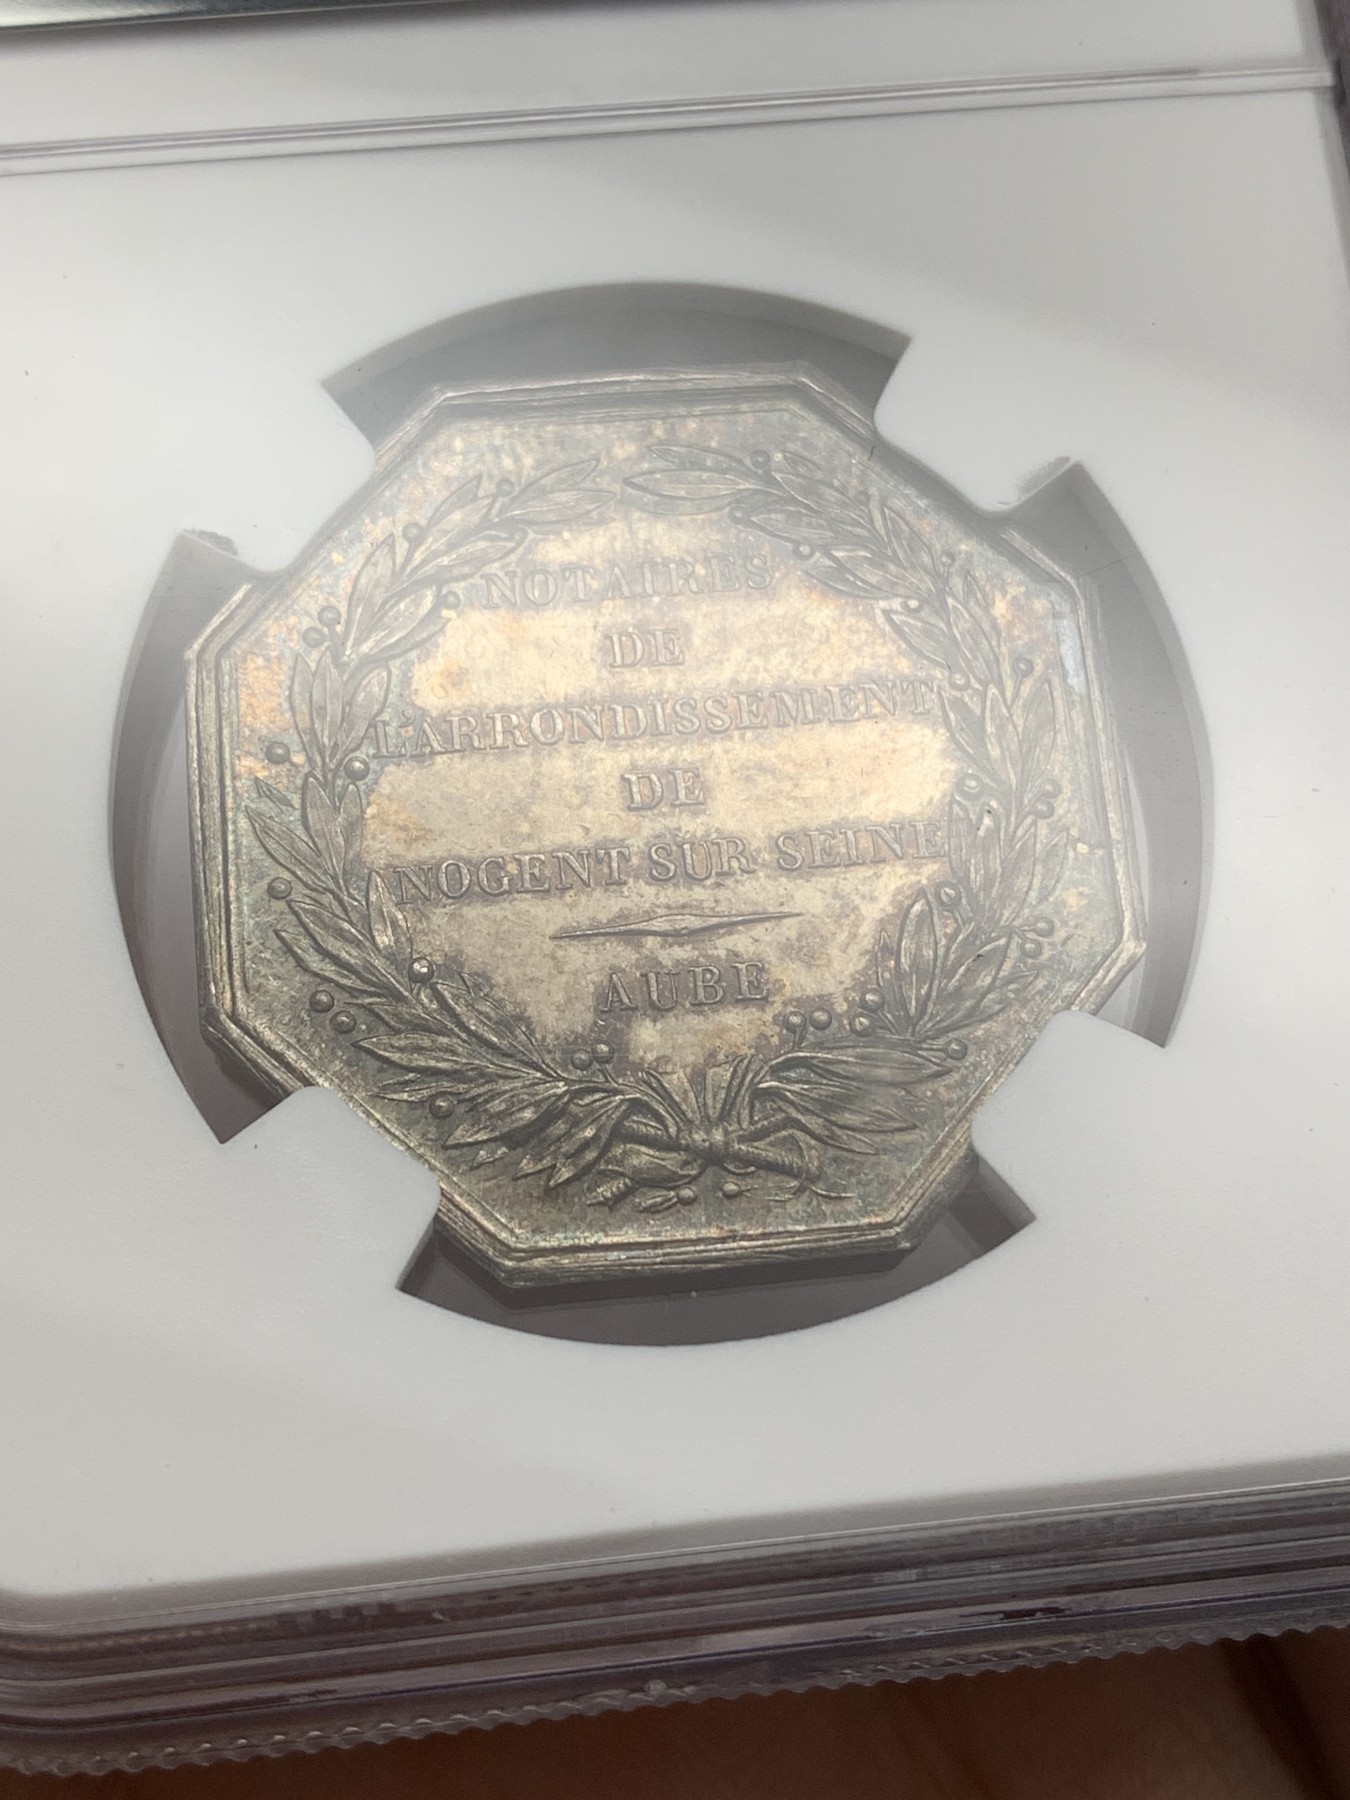 NOTAIRES
DE
L'ARRONDISSEMENT
DE
NOGENT SUR SEINE
AUBE